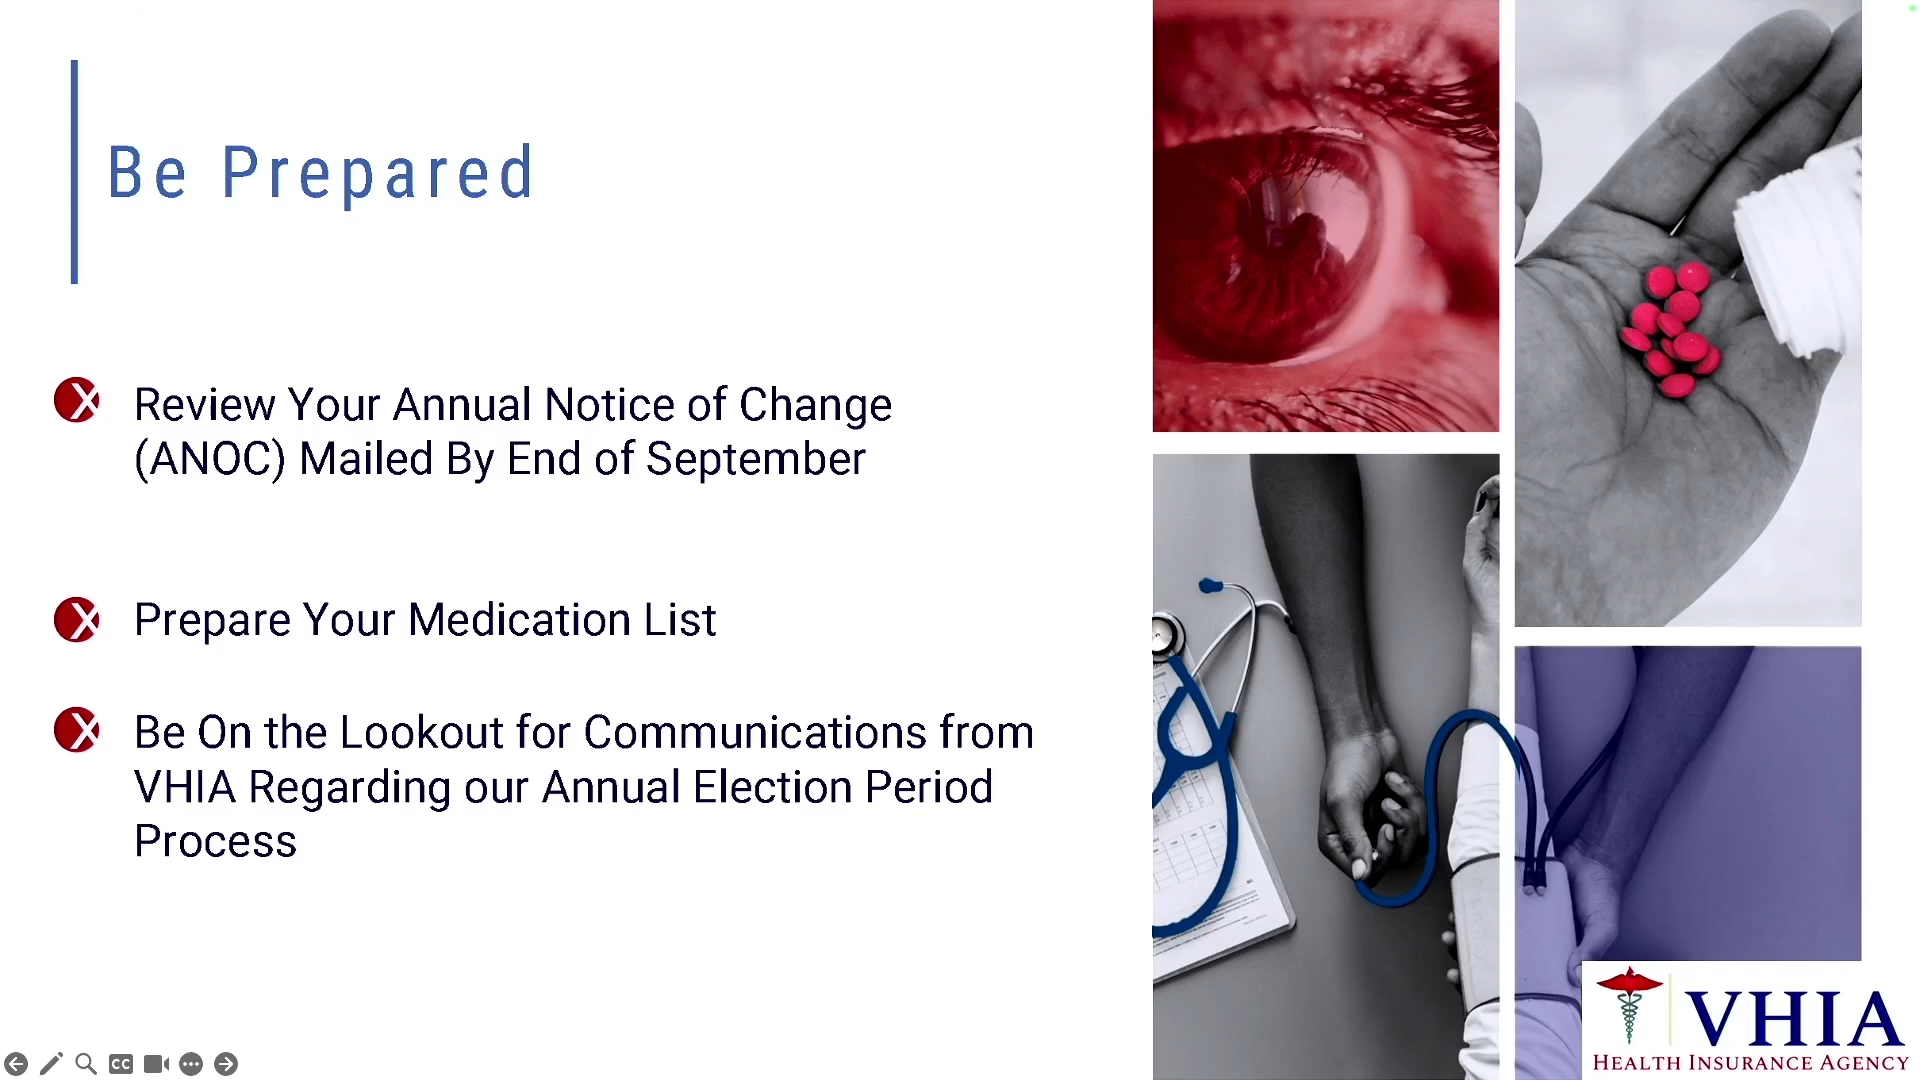 Be Prepared
Review Your Annual Notice of Change
(ANOC) Mailed By End of September
Prepare Your Medication List
Be On the Lookout for Communications from
VHIA Regarding our Annual Election Period
Process
VHIA
HEALTH INSURANCE AGENCY
CC